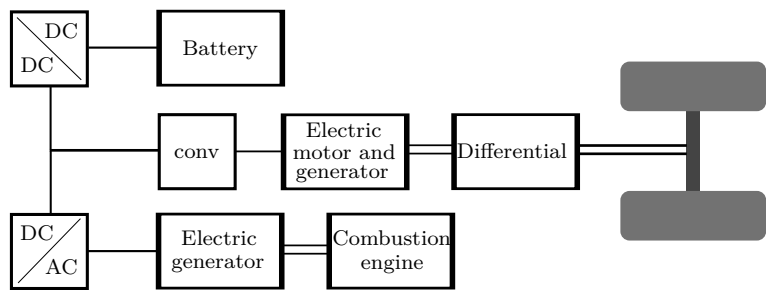 DC
DC
Battery
conv
Electric
motor and
generator
Differential
DC
AC
Electric
generator
Combustion
engine